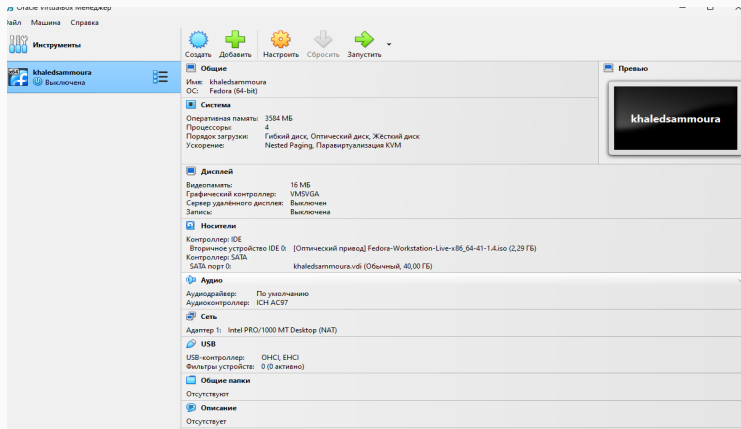 Oracle VirtualBox Менеджер
Файл Машина Справка
Инструменты
Создать Добавить Настроить Сбросить Запустить
khaledsammoura
Выключена
Общие
Имя: khaledsammoura
ОС: Fedora (64-bit)
Превью
khaledsammoura
Система
Оперативная память: 3584 МБ
Процессоры: 4
Порядок загрузки: Гибкий диск, Оптический диск, Жёсткий диск
Ускорение: Nested Paging, Паравиртуализация KVM
Дисплей
Видеопамять: 16 МБ
Графический контроллер: VMSVGA
Сервер удалённого дисплея: Выключен
Запись: Выключена
Носители
Контроллер: IDE
Вторичное устройство IDE 0: [Оптический привод] Fedora-Workstation-Live-x86_64-41-1.4.iso (2,29 ГБ)
Контроллер: SATA
SATA порт 0: khaledsammoura.vdi (Обычный, 40,00 ГБ)
Аудио
Аудиодрайвер: По умолчанию
Аудиоконтроллер: ICH AC97
Сеть
Адаптер 1: Intel PRO/1000 MT Desktop (NAT)
USB
USB-контроллер: OHCI, EHCI
Фильтры устройств: 0 (0 активно)
Общие папки
Отсутствуют
Описание
Отсутствует